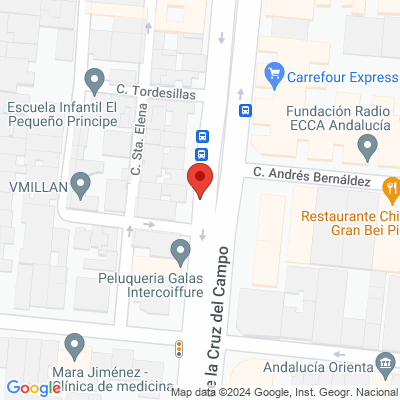 C. Tordesillas
Carrefour Express
Escuela Infantil El
Pequeño Principe
C. Sta. Elena
Fundación Radio
ECCA Andalucía
C. Andrés Bernáldez
VMILLAN
Restaurante Chi
Gran Bei Pi
Peluqueria Galas
Intercoiffure
e la Cruz del Campo
Mara Jiménez -
Clínica de medicina
Andalucía Orienta
Google
Map data ©2024 Google, Inst. Geogr. Nacional